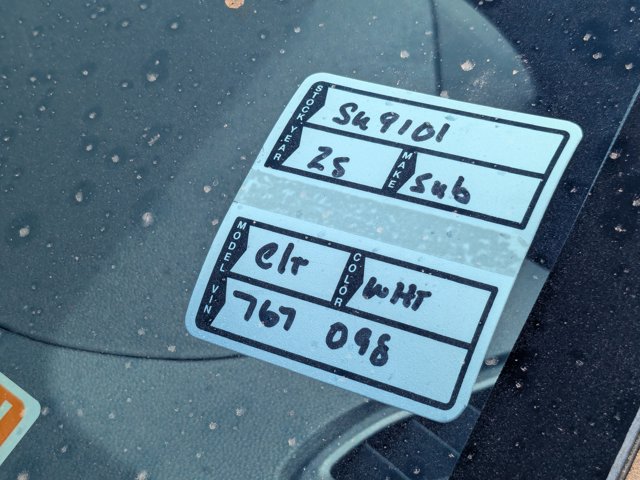 STOCK Su9101
YEAR 25 MAKE Sub
MODEL Clt COLOR WHT
VIN 767 098